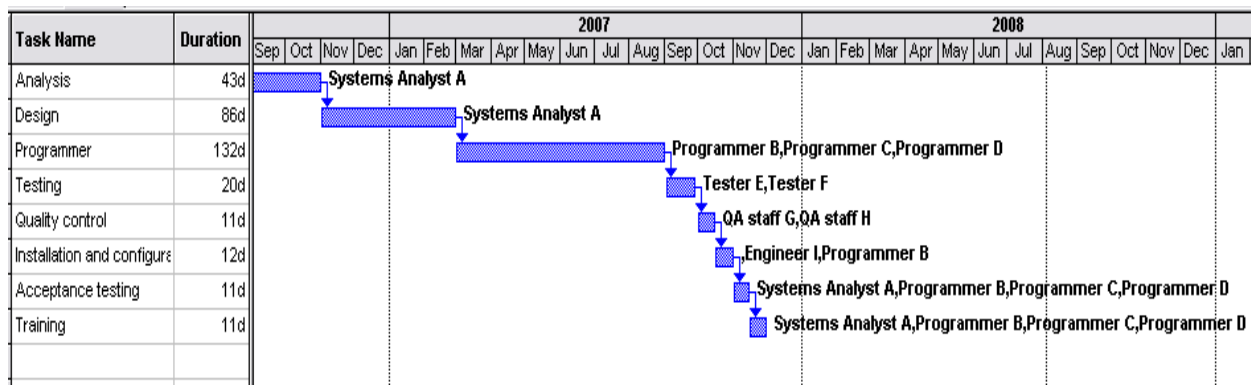 2007 2008
Task Name Duration
Sep Oct Nov Dec Jan Feb Mar Apr May Jun Jul Aug Sep Oct Nov Dec Jan Feb Mar Apr May Jun Jul Aug Sep Oct Nov Dec Jan
Analysis 43d Systems Analyst A
Design 86d Systems Analyst A
Programmer 132d Programmer B,Programmer C,Programmer D
Testing 20d Tester E,Tester F
Quality control 11d QA staff G,QA staff H
Installation and configura 12d ,Engineer I,Programmer B
Acceptance testing 11d Systems Analyst A,Programmer B,Programmer C,Programmer D
Training 11d Systems Analyst A,Programmer B,Programmer C,Programmer D